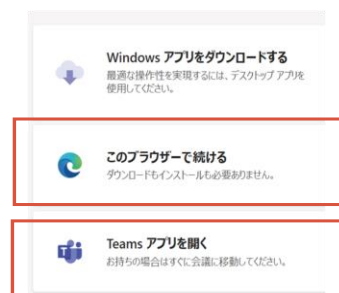 Windows アプリをダウンロードする
最適な操作性を実現するには、デスクトップ アプリを
使用してください。
このブラウザーで続ける
ダウンロードもインストールも必要ありません。
Teams アプリを開く
お持ちの場合はすぐに会議に移動してください。